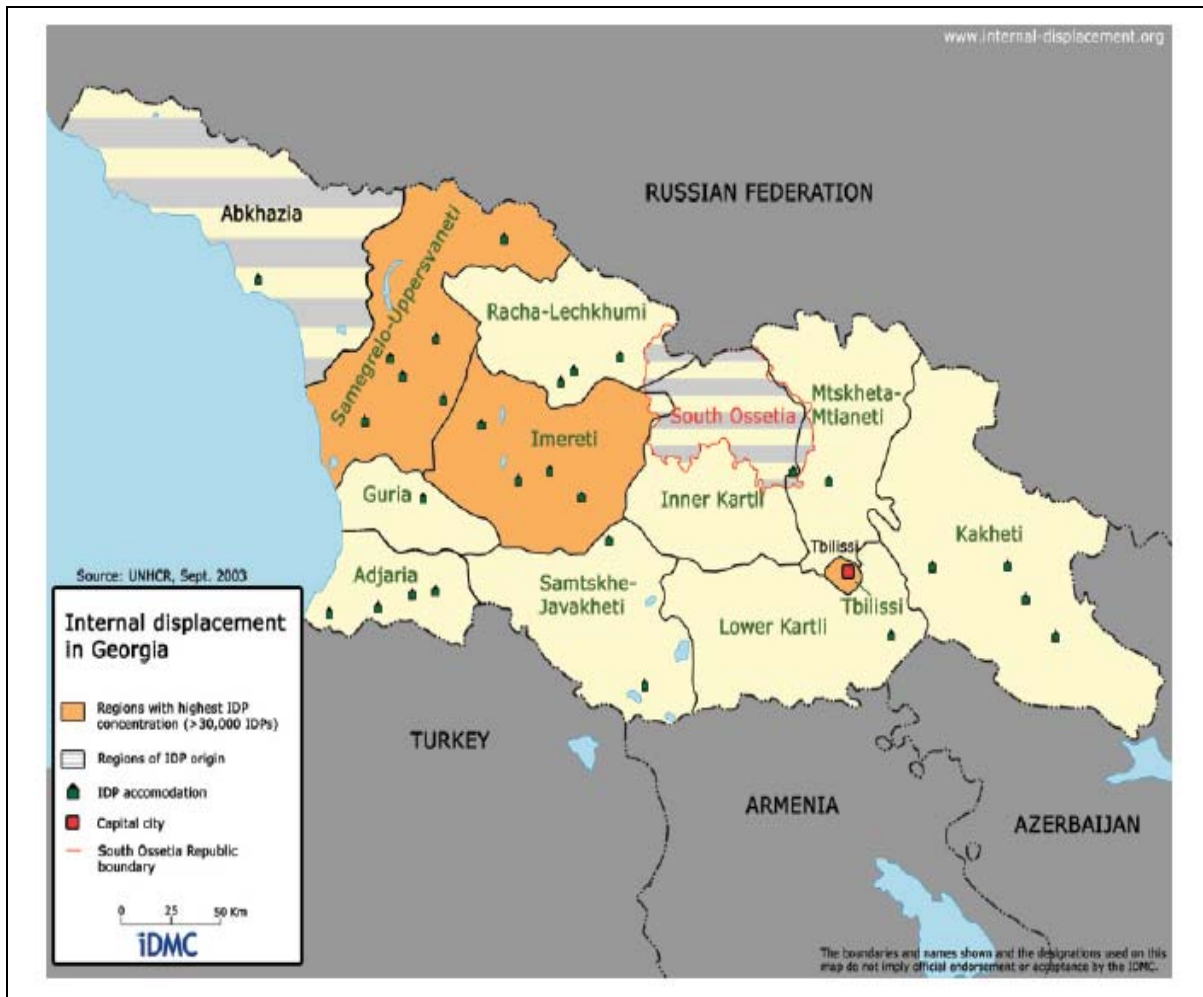 www.internal-displacement.org
RUSSIAN FEDERATION
Abkhazia
Samegrelo-Uppersvaneti
Racha-Lechkhumi
Mtskheta-
Mtianeti
South Ossetia
Imereti
Guria
Inner Kartli
Kakheti
Tbilissi
Source: UNHCR, Sept. 2003
Adjaria
Samtskhe-
Javakheti
Tbilissi
Lower Kartli
Internal displacement
in Georgia
Regions with highest IDP
concentration (>30,000 IDPs)
Regions of IDP origin
IDP accomodation
Capital city
South Ossetia Republic
boundary
0 25 50 Km
iDMC
TURKEY
ARMENIA
AZERBAIJAN
The boundaries and names shown and the designations used on this
map do not imply official endorsement or acceptance by the IDMC.